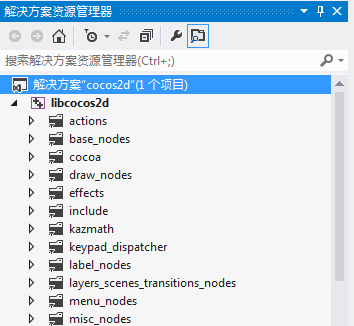 解决方案资源管理器
搜索解决方案资源管理器(Ctrl+;)
解决方案"cocos2d"(1 个项目)
libcocos2d
actions
base_nodes
cocoa
draw_nodes
effects
include
kazmath
keypad_dispatcher
label_nodes
layers_scenes_transitions_nodes
menu_nodes
misc_nodes